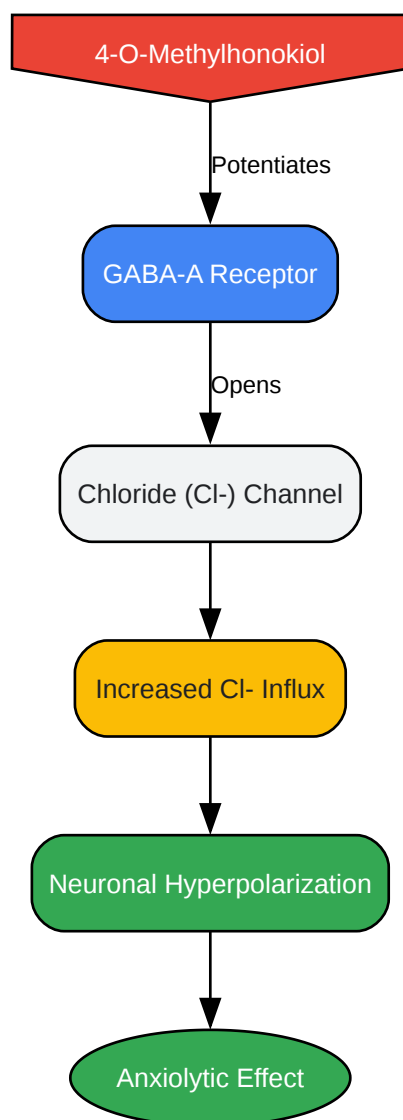 4-O-Methylhonokiol
Potentiates
GABA-A Receptor
Opens
Chloride (Cl-) Channel
Increased Cl- Influx
Neuronal Hyperpolarization
Anxiolytic Effect